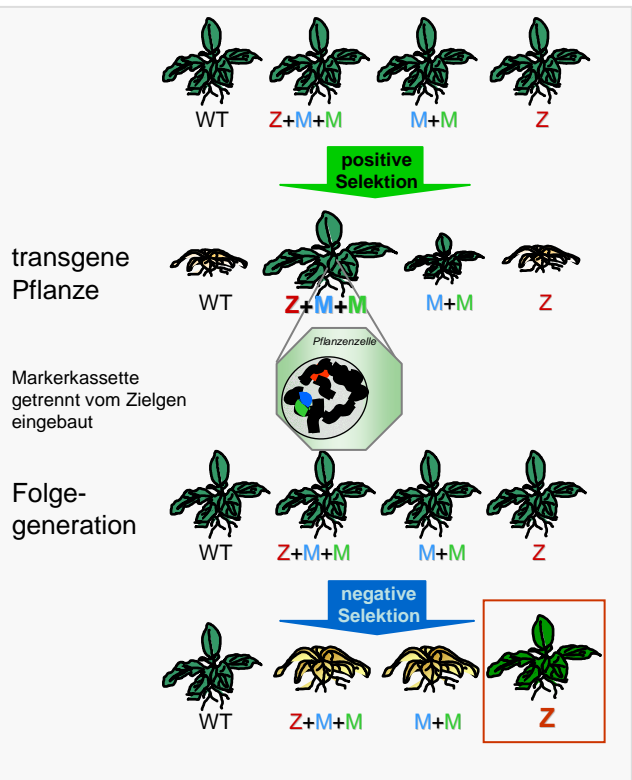 WT Z+M+M M+M Z
positive
Selektion
transgene
Pflanze
WT Z+M+M M+M Z
Pflanzenzelle
Markerkassette
getrennt vom Zielgen
eingebaut
Folge-
generation
WT Z+M+M M+M Z
negative
Selektion
WT Z+M+M M+M Z